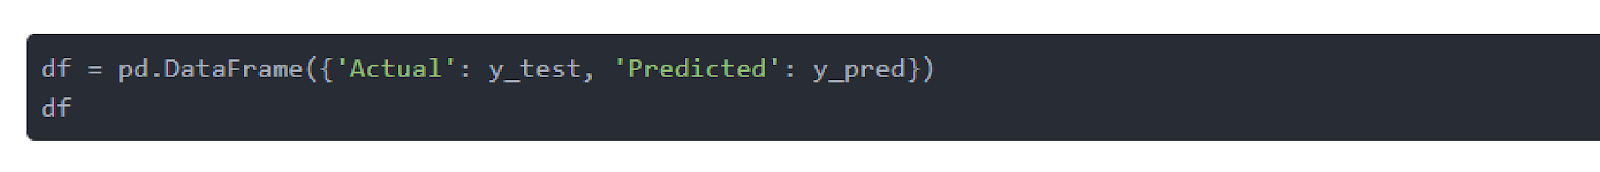 df = pd.DataFrame({'Actual': y_test, 'Predicted': y_pred})
df